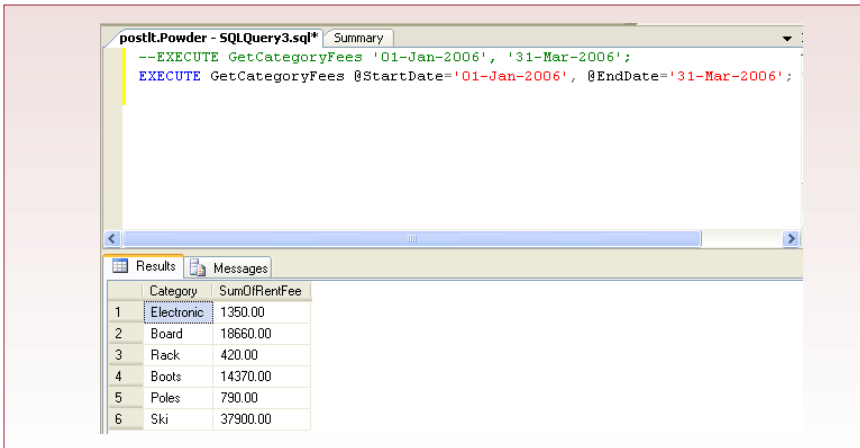 postit.Powder - SQLQuery3.sql* Summary
--EXECUTE GetCategoryFees '01-Jan-2006', '31-Mar-2006';
EXECUTE GetCategoryFees @StartDate='01-Jan-2006', @EndDate='31-Mar-2006';
Results Messages
Category SumOfRentFee
1 Electronic 1350.00
2 Board 18660.00
3 Rack 420.00
4 Boots 14370.00
5 Poles 790.00
6 Ski 37900.00